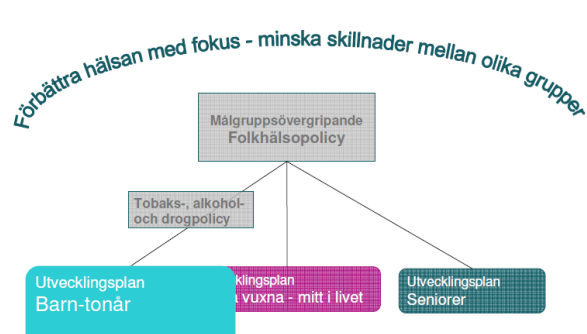 Förbättra hälsan med fokus - minska skillnader mellan olika grupper
Målgruppsövergripande
Folkhälsopolicy
Tobaks-, alkohol-
och drogpolicy
Utvecklingsplan
Barn-tonår
klingsplan
vuxna - mitt i livet
Utvecklingsplan
Seniorer